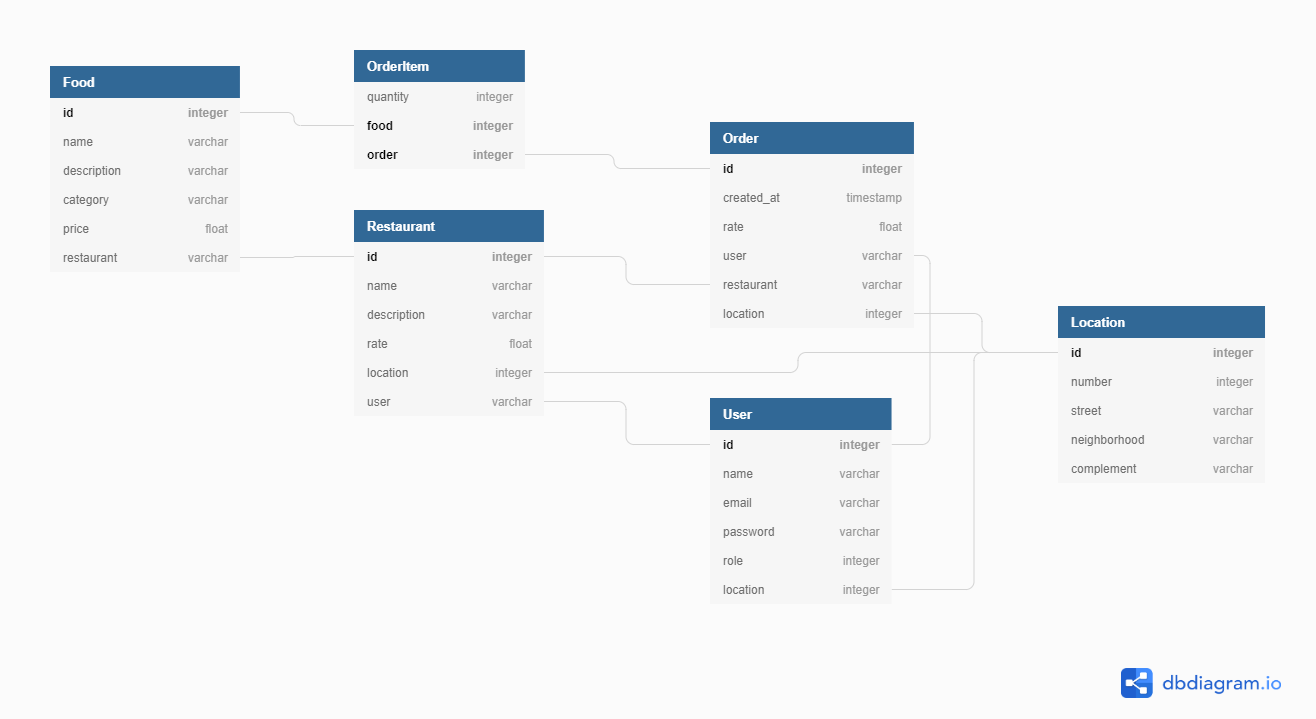 Food
id integer
name varchar
description varchar
category varchar
price float
restaurant varchar
OrderItem
quantity integer
food integer
order integer
Restaurant
id integer
name varchar
description varchar
rate float
location integer
user varchar
Order
id integer
created_at timestamp
rate float
user varchar
restaurant varchar
location integer
User
id integer
name varchar
email varchar
password varchar
role integer
location integer
Location
id integer
number integer
street varchar
neighborhood varchar
complement varchar
dbdiagram.io